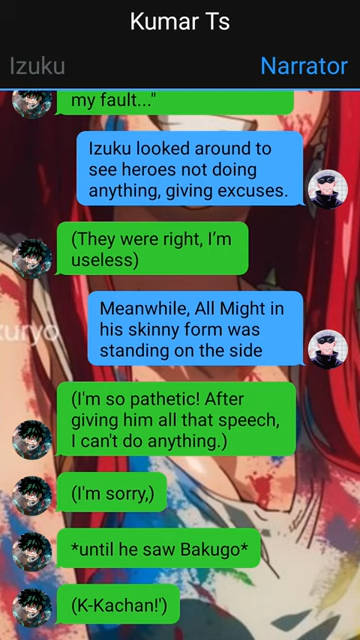 Kumar Ts
Izuku
Narrator
my fault..."
Izuku looked around to
see heroes not doing
anything, giving excuses.
(They were right, I’m
useless)
Meanwhile, All Might in
his skinny form was
standing on the side
(I'm so pathetic! After
giving him all that speech,
I can't do anything.)
(I'm sorry,)
*until he saw Bakugo*
(K-Kachan!')